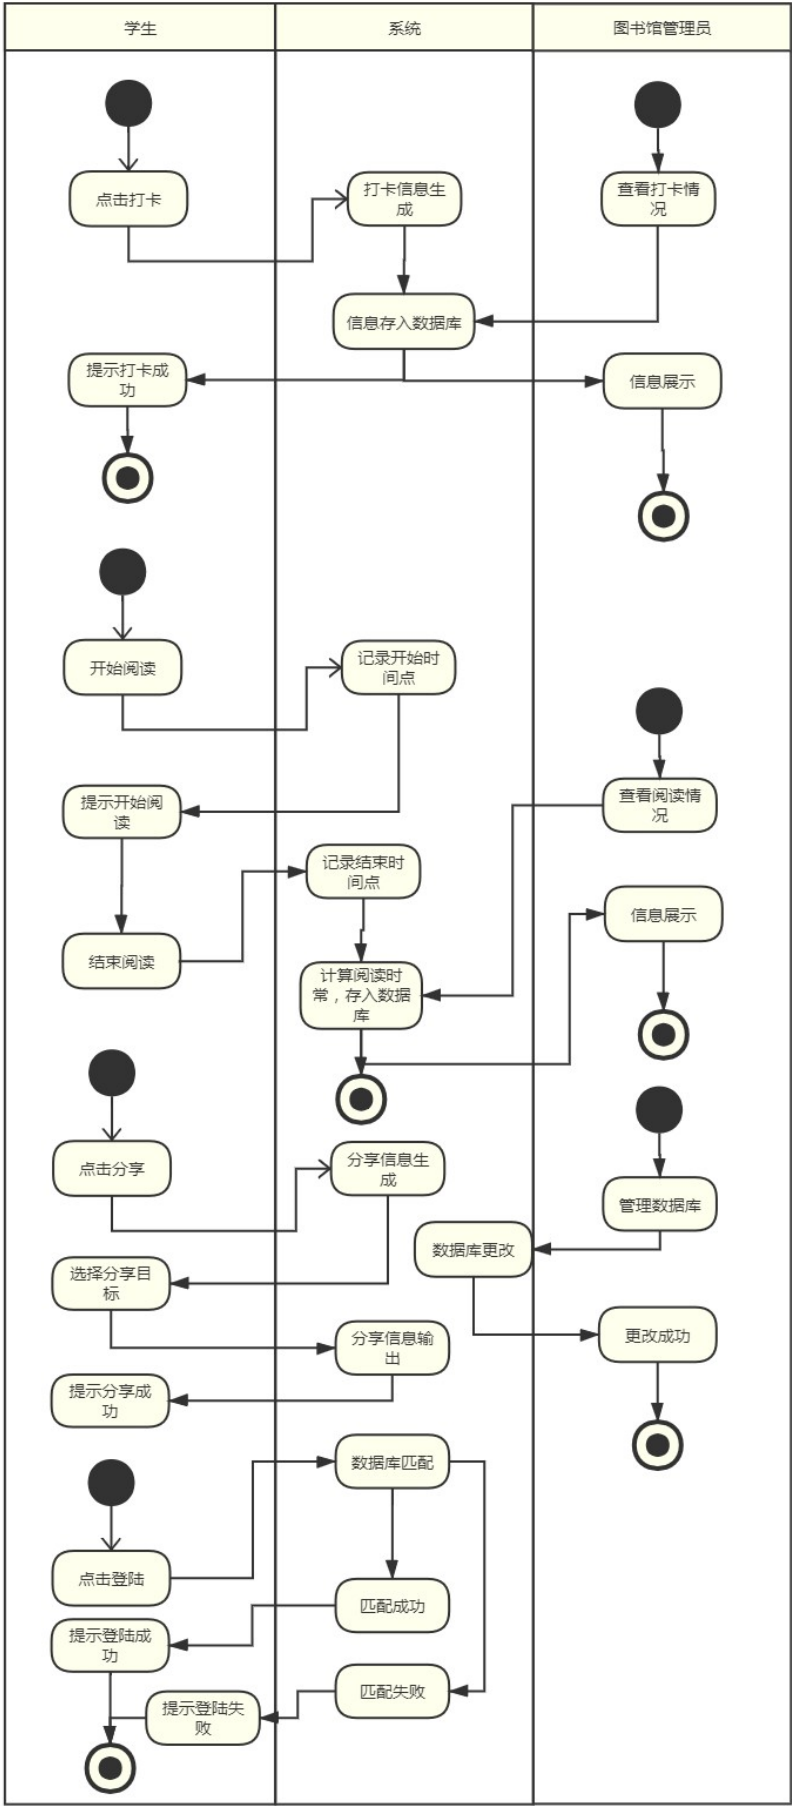 学生
系统
图书馆管理员
点击打卡
打卡信息生
成
查看打卡情
况
信息存入数据库
提示打卡成
功
信息展示
开始阅读
记录开始时
间点
提示开始阅
读
查看阅读情
况
记录结束时
间点
信息展示
结束阅读
计算阅读时
常，存入数据
库
点击分享
分享信息生
成
管理数据库
数据库更改
选择分享目
标
更改成功
分享信息输
出
提示分享成
功
数据库匹配
点击登陆
匹配成功
提示登陆成
功
匹配失败
提示登陆失
败